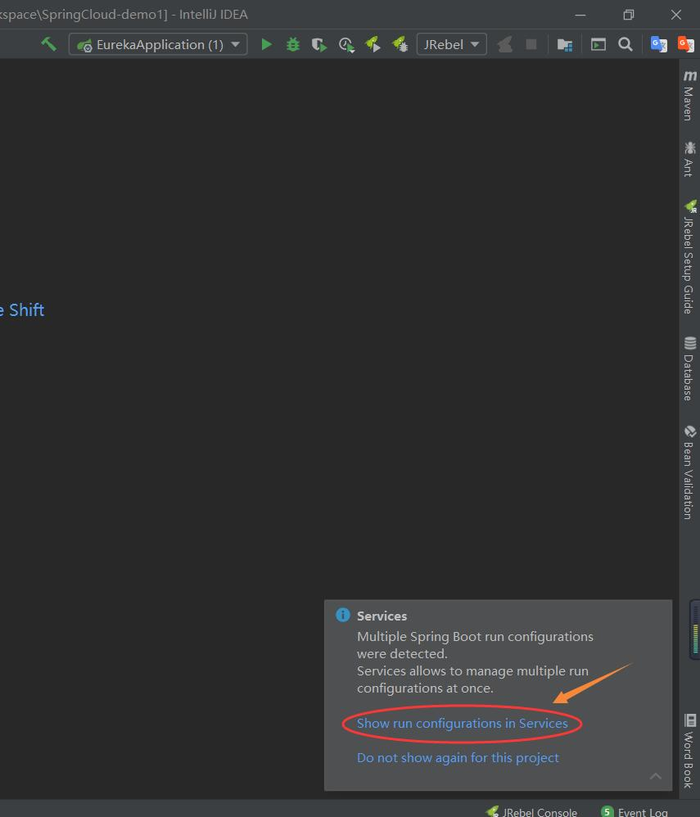 kspace\SpringCloud-demo1] - IntelliJ IDEA
EurekaApplication (1)
JRebel
e Shift
Maven
Ant
JRebel Setup Guide
Database
Bean Validation
Word Book
Services
Multiple Spring Boot run configurations
were detected.
Services allows to manage multiple run
configurations at once.
Show run configurations in Services
Do not show again for this project
JRebel Console
5 Event Log